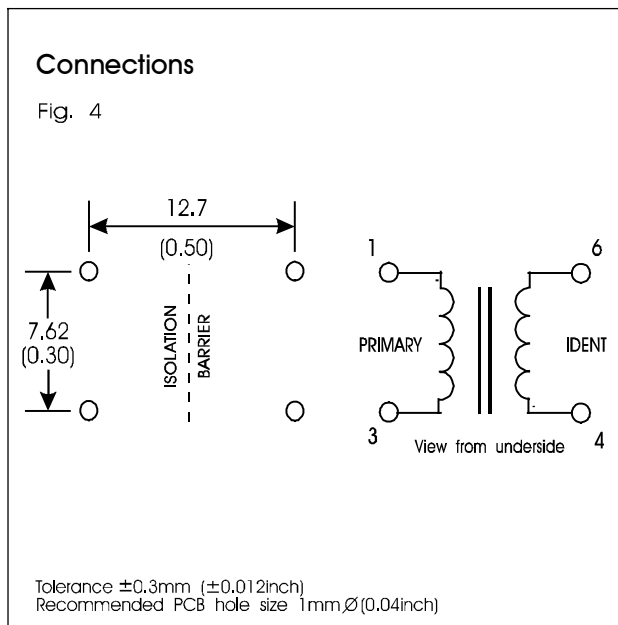 Connections
Fig. 4
12.7
(0.50)
7.62
(0.30)
ISOLATION
BARRIER
1
6
PRIMARY
IDENT
3
4
View from underside
Tolerance ±0.3mm (±0.012inch)
Recommended PCB hole size 1mmØ(0.04inch)